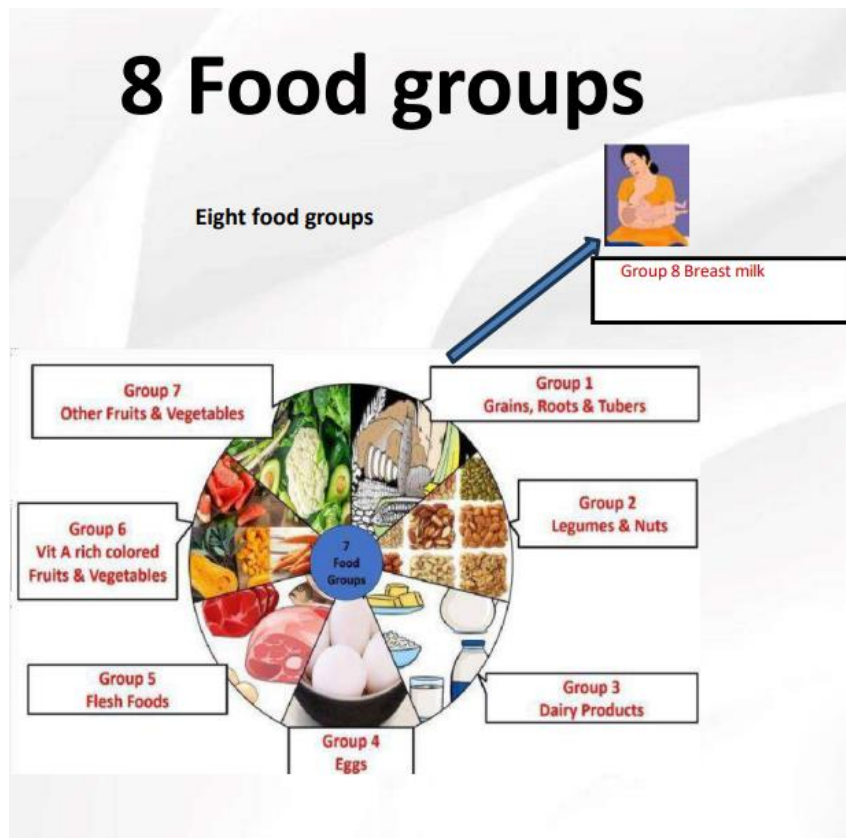 8 Food groups
Eight food groups
Group 8 Breast milk
Group 7
Other Fruits & Vegetables
Group 1
Grains, Roots & Tubers
Group 2
Legumes & Nuts
Group 6
Vit A rich colored
Fruits & Vegetables
7
Food
Groups
Group 5
Flesh Foods
Group 3
Dairy Products
Group 4
Eggs